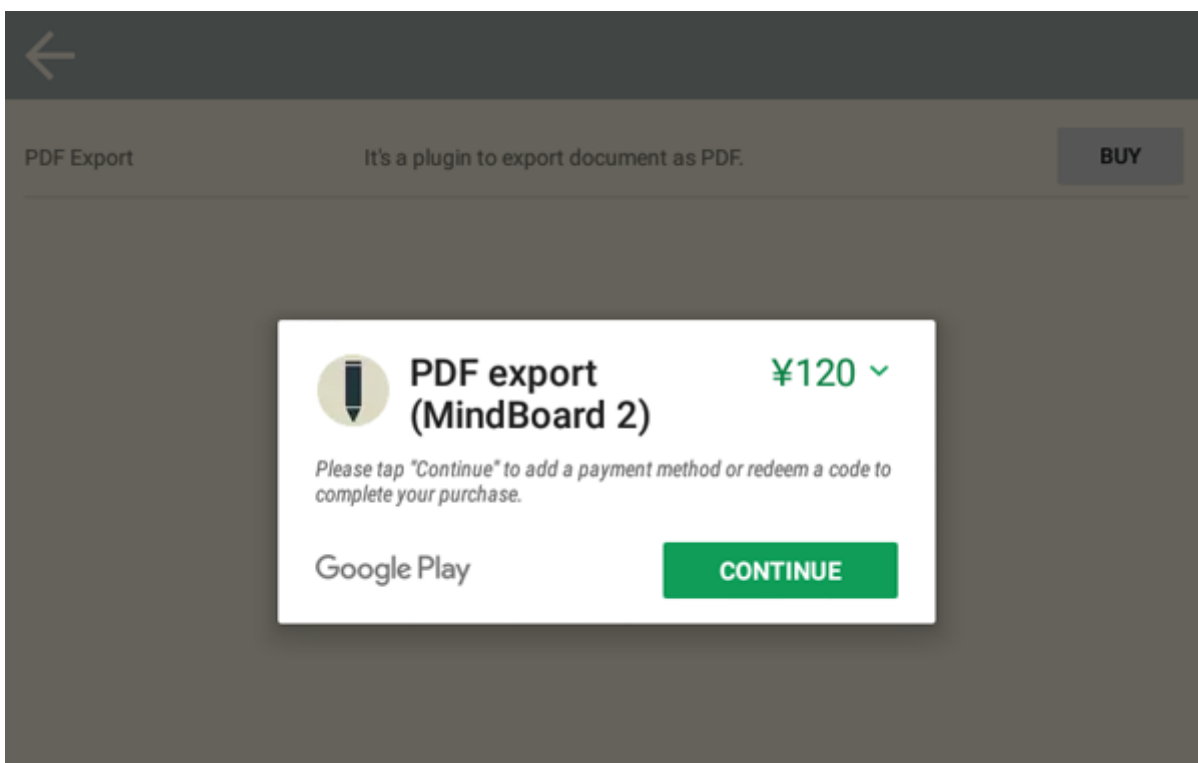 PDF Export It's a plugin to export document as PDF. BUY
PDF export ¥120
(MindBoard 2)
Please tap "Continue" to add a payment method or redeem a code to
complete your purchase.
Google Play CONTINUE